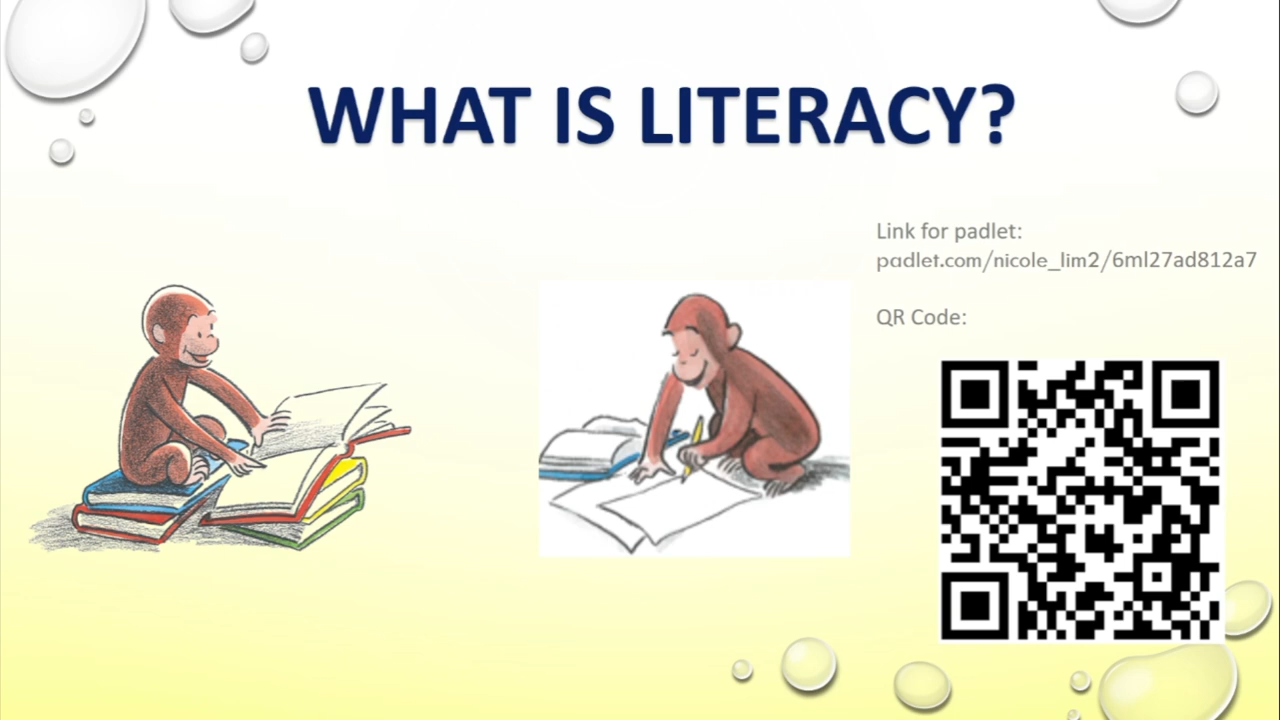 WHAT IS LITERACY?
Link for padlet:
padlet.com/nicole_lim2/6ml27ad812a7
QR Code: